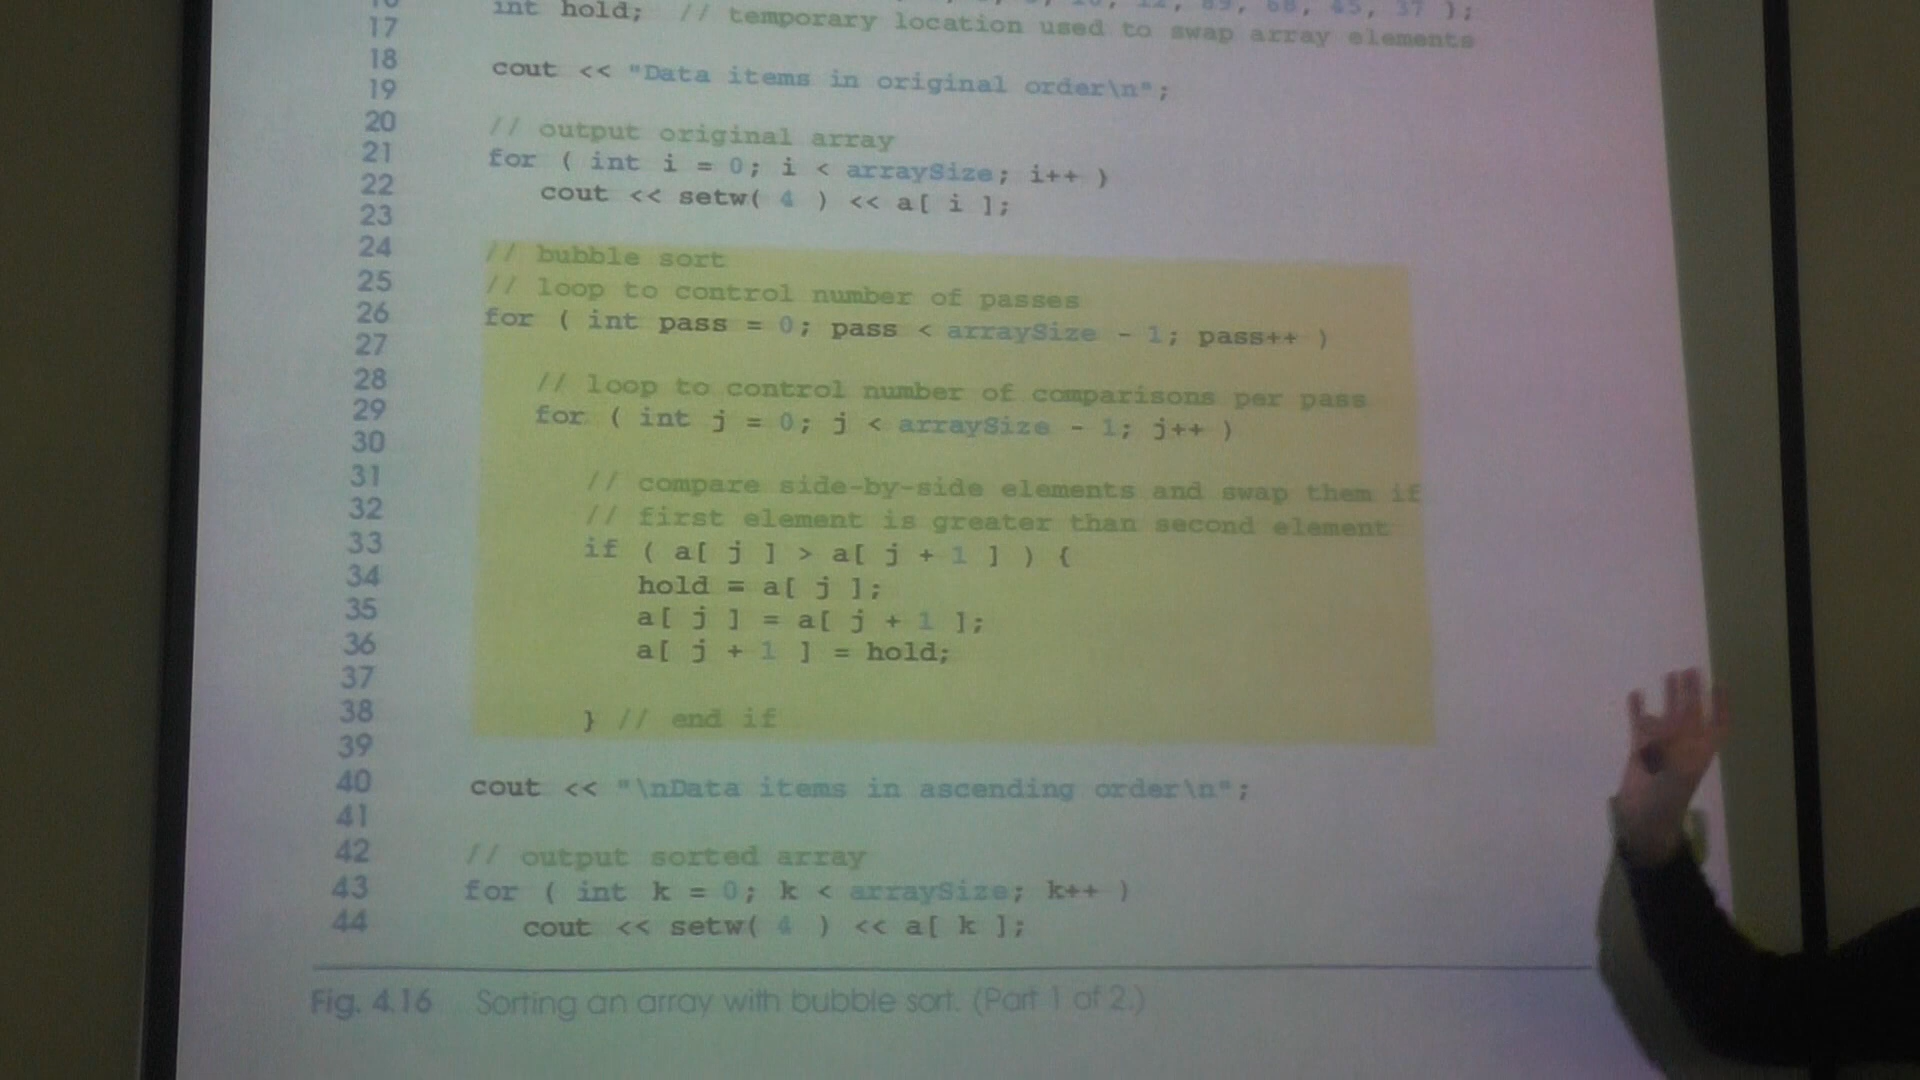 12, 89, 68, 45, 37 };
17 int hold; // temporary location used to swap array elements
18
19 cout << "Data items in original order\n";
20
21 // output original array
22 for ( int i = 0; i < arraySize; i++ )
23 cout << setw( 4 ) << a[ i ];
24
25 // bubble sort
26 // loop to control number of passes
27 for ( int pass = 0; pass < arraySize - 1; pass++ )
28
29 // loop to control number of comparisons per pass
30 for ( int j = 0; j < arraySize - 1; j++ )
31
32 // compare side-by-side elements and swap them if
33 // first element is greater than second element
34 if ( a[ j ] > a[ j + 1 ] ) {
35 hold = a[ j ];
36 a[ j ] = a[ j + 1 ];
37 a[ j + 1 ] = hold;
38
39 } // end if
40
41 cout << "\nData items in ascending order\n";
42
43 // output sorted array
44 for ( int k = 0; k < arraySize; k++ )
cout << setw( 4 ) << a[ k ];
Fig. 4.16 Sorting an array with bubble sort. (Part 1 of 2.)